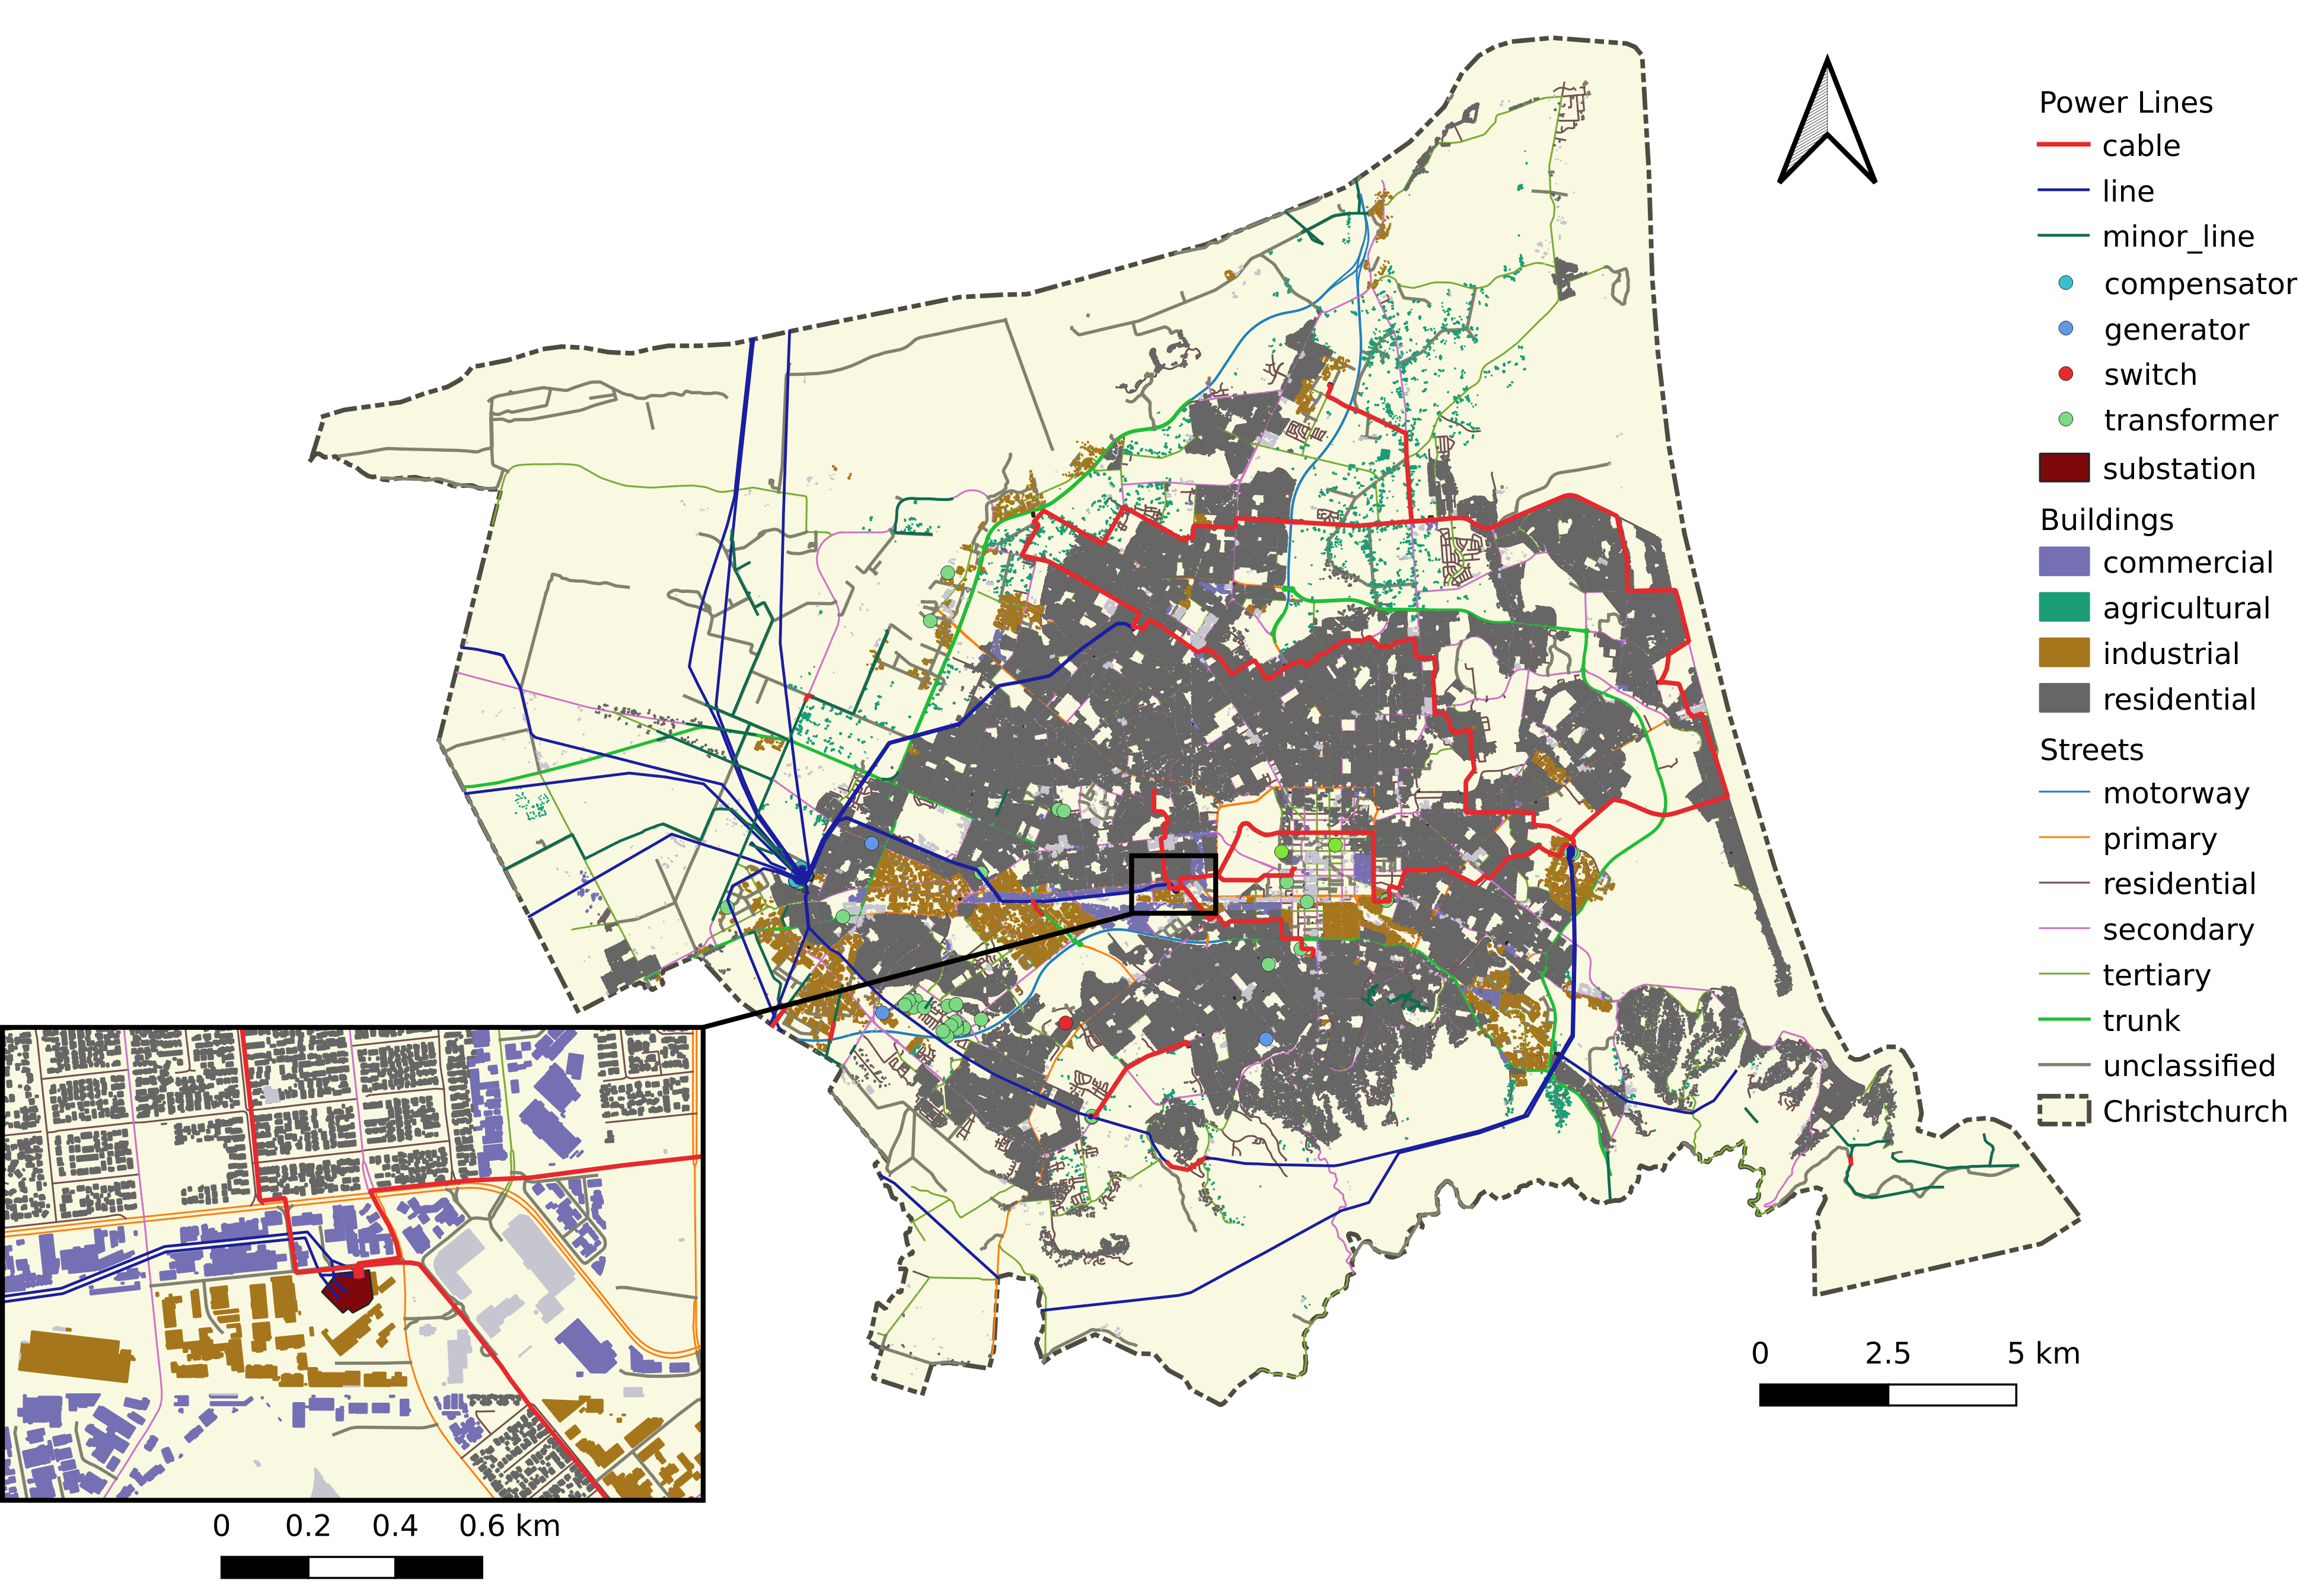 Power Lines
cable
line
minor_line
compensator
generator
switch
transformer
substation
Buildings
commercial
agricultural
industrial
residential
Streets
motorway
primary
residential
secondary
tertiary
trunk
unclassified
Christchurch
0 2.5 5 km
0 0.2 0.4 0.6 km